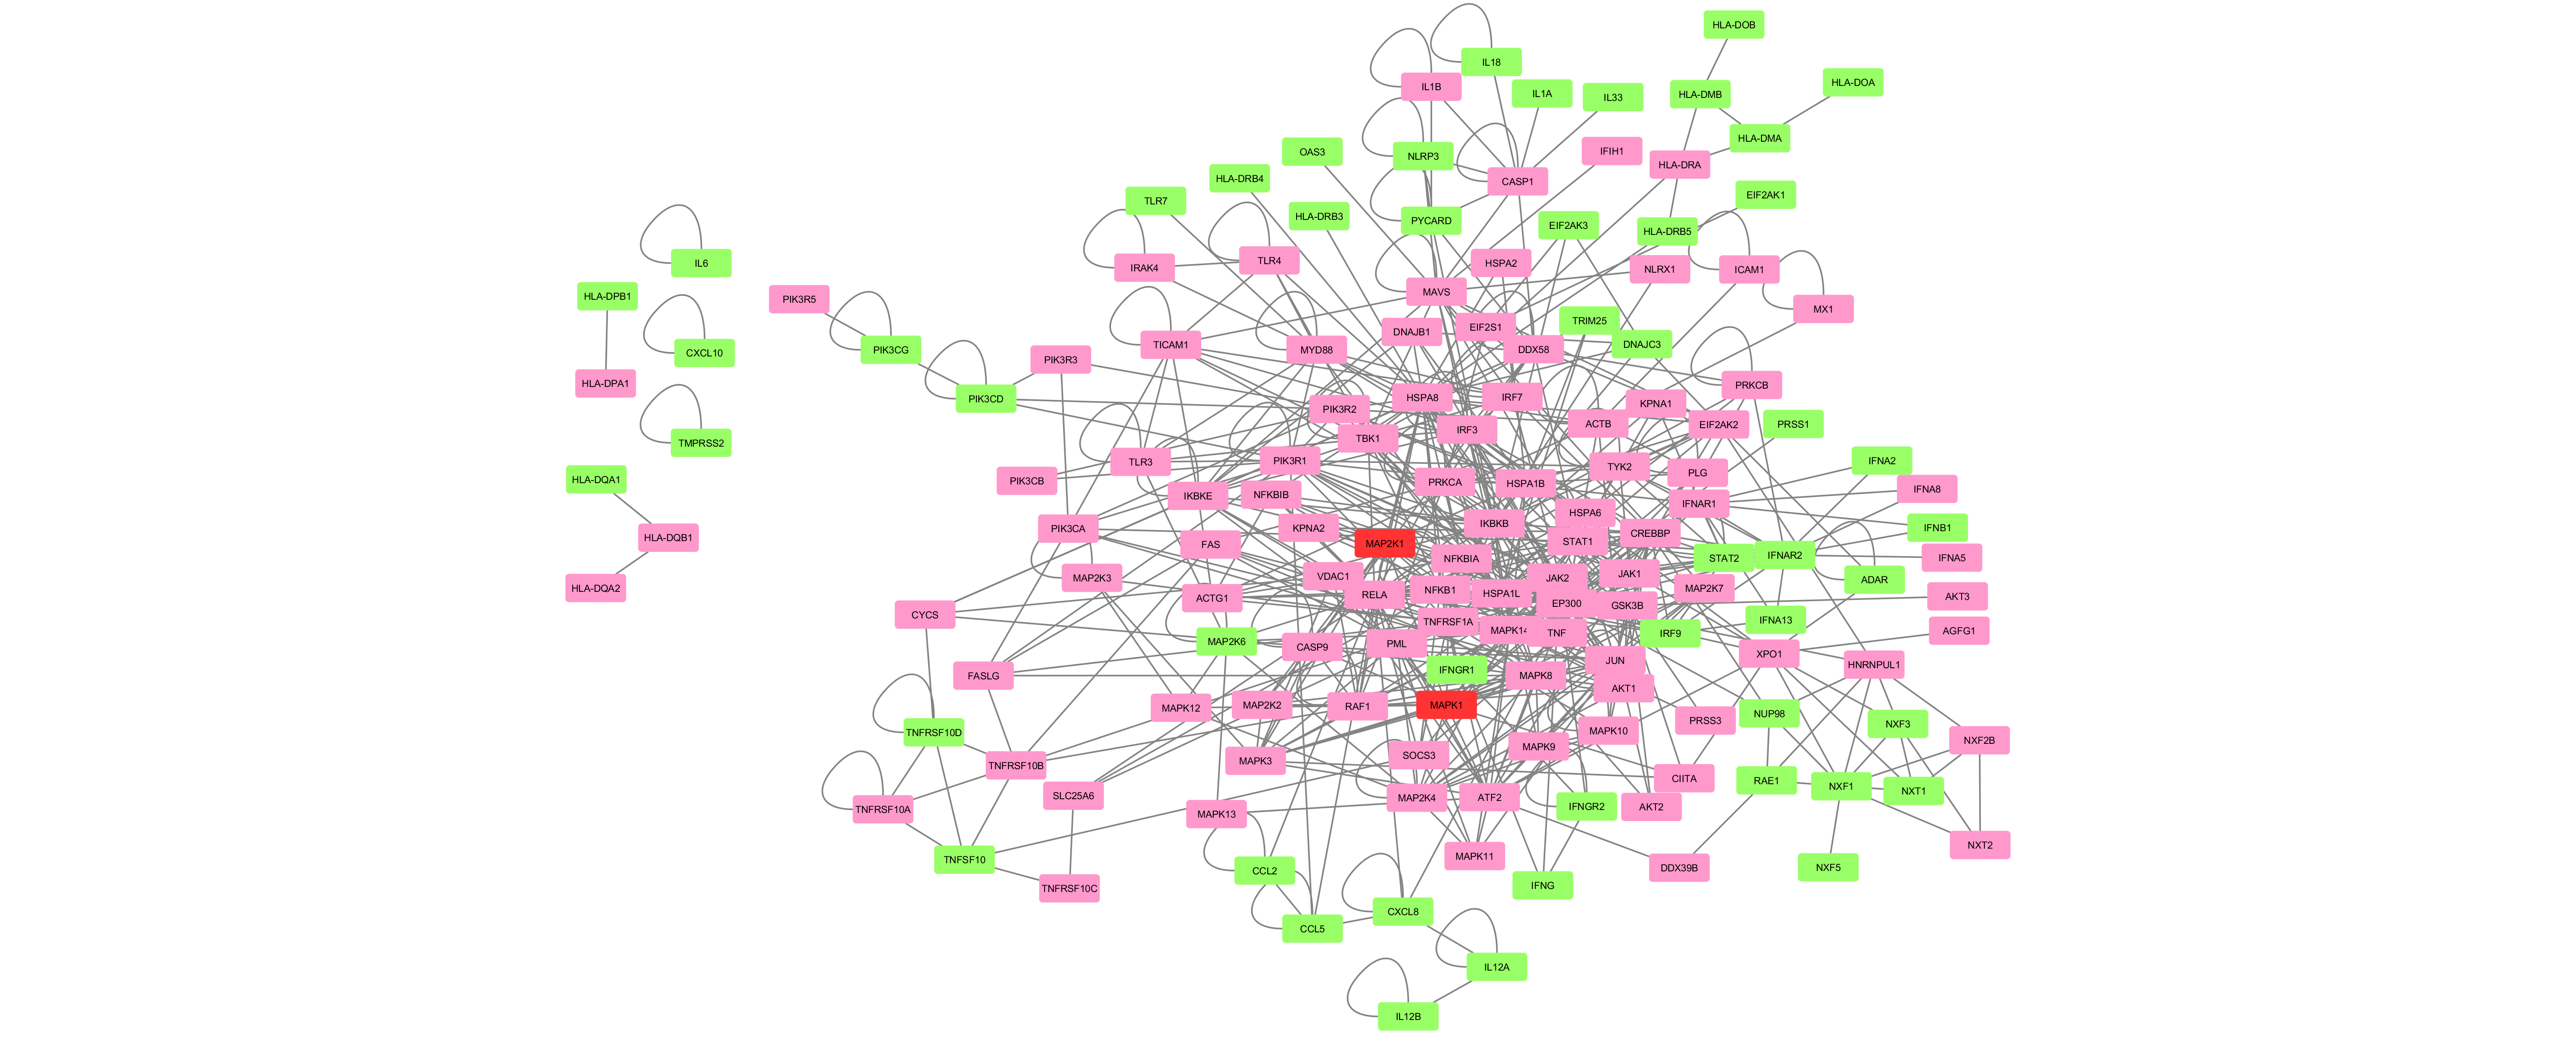 HLA-DOB
IL18
HLA-DOA
IL1B
IL1A
HLA-DMB
IL33
HLA-DMA
OAS3
IFIH1
NLRP3
HLA-DRA
HLA-DRB4
CASP1
EIF2AK1
TLR7
HLA-DRB3
PYCARD
EIF2AK3
HLA-DRB5
IL6
IRAK4
TLR4
HSPA2
NLRX1
ICAM1
HLA-DPB1
PIK3R5
MAVS
MX1
TRIM25
DNAJB1
EIF2S1
CXCL10
PIK3CG
PIK3R3
TICAM1
MYD88
DDX58
DNAJC3
HLA-DPA1
PIK3CD
PRKCB
HSPA8
IRF7
KPNA1
PIK3R2
TMPRSS2
TBK1
IRF3
ACTB
EIF2AK2
PRSS1
TLR3
PIK3R1
TYK2
PLG
IFNA2
HLA-DQA1
PIK3CB
IKBKE
NFKBIB
PRKCA
HSPA1B
IFNAR1
IFNA8
HLA-DQB1
PIK3CA
KPNA2
IKBKB
HSPA6
CREBBP
IFNB1
FAS
MAP2K1
STAT1
NFKBIA
STAT2
IFNAR2
IFNA5
HLA-DQA2
MAP2K3
VDAC1
JAK2
JAK1
ADAR
ACTG1
RELA
NFKB1
HSPA1L
MAP2K7
AKT3
CYCS
EP300
GSK3B
IFNA13
MAP2K6
CASP9
TNFRSF1A
MAPK14
TNF
IRF9
AGFG1
PML
XPO1
FASLG
IFNGR1
MAPK8
JUN
HNRNPUL1
MAPK12
MAP2K2
RAF1
MAPK1
AKT1
TNFRSF10D
PRSS3
NUP98
NXF3
TNFRSF10B
MAPK3
SOCS3
MAPK9
MAPK10
NXF2B
TNFRSF10A
SLC25A6
MAP2K4
ATF2
CIITA
RAE1
NXF1
NXT1
MAPK13
IFNGR2
AKT2
TNFSF10
MAPK11
NXT2
TNFRSF10C
CCL2
IFNG
DDX39B
NXF5
CCL5
CXCL8
IL12A
IL12B